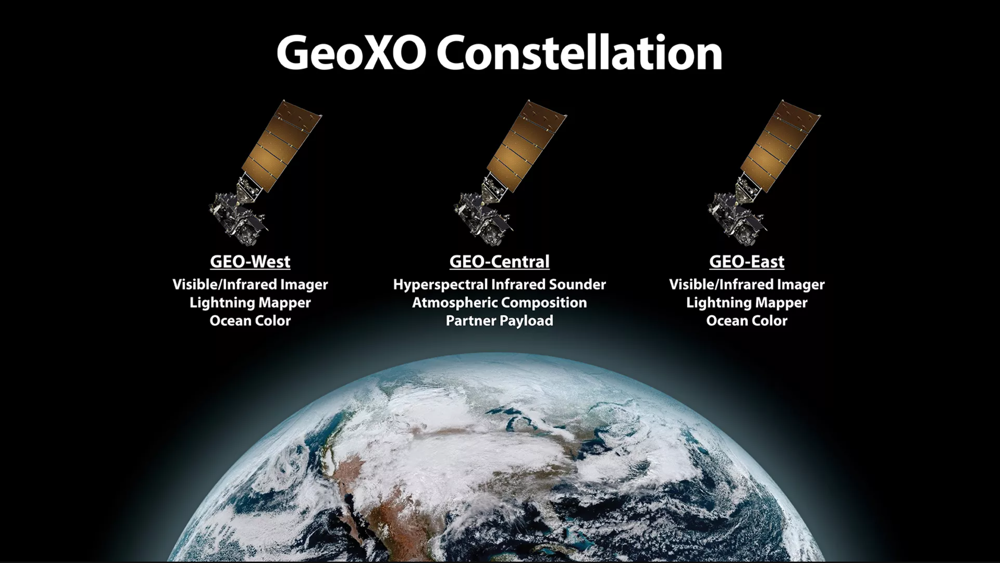 GeoXO Constellation
GEO-West
Visible/Infrared Imager
Lightning Mapper
Ocean Color
GEO-Central
Hyperspectral Infrared Sounder
Atmospheric Composition
Partner Payload
GEO-East
Visible/Infrared Imager
Lightning Mapper
Ocean Color